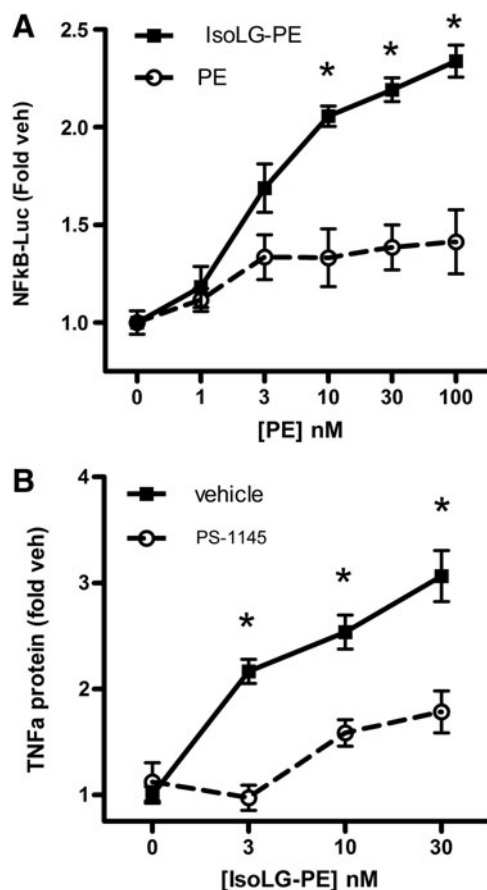 A
IsoLG-PE
PE
* * *
NFkB-Luc (Fold veh)
2.5
2.0
1.5
1.0
0 1 3 10 30 100
[PE] nM
B
vehicle
PS-1145
* * *
TNFa protein (fold veh)
4
3
2
1
0 3 10 30
[IsoLG-PE] nM